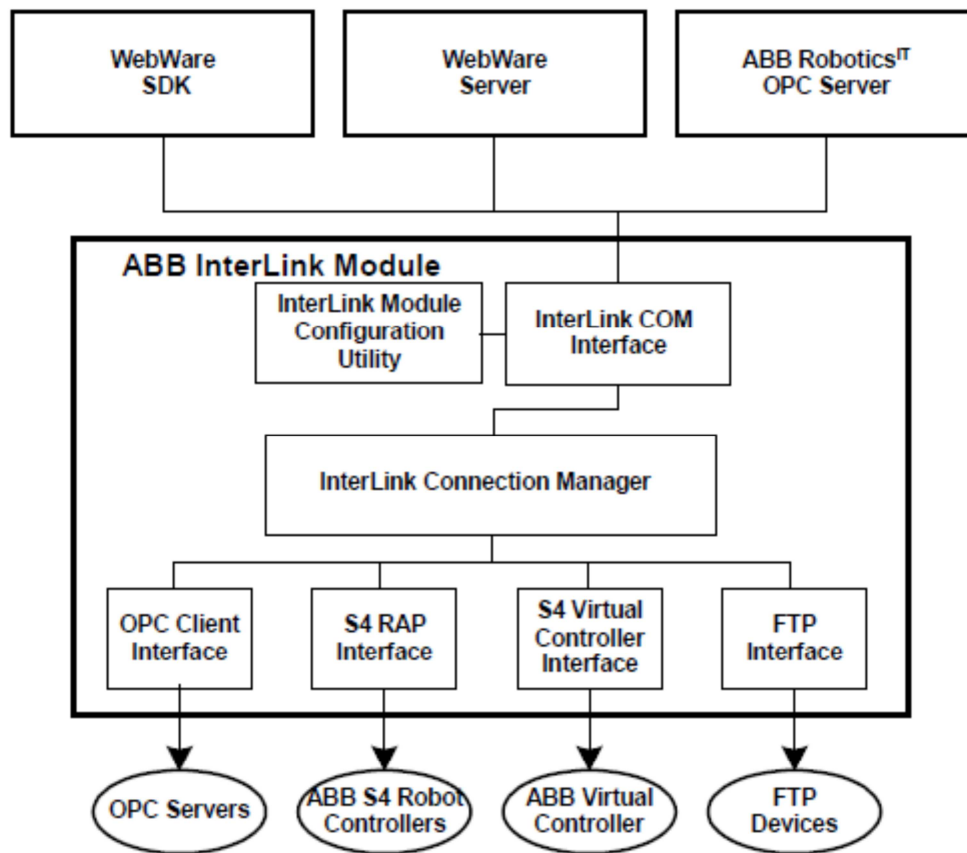 WebWare
SDK
WebWare
Server
ABB Robotics^IT
OPC Server
ABB InterLink Module
InterLink Module
Configuration
Utility
InterLink COM
Interface
InterLink Connection Manager
OPC Client
Interface
S4 RAP
Interface
S4 Virtual
Controller
Interface
FTP
Interface
OPC Servers
ABB S4 Robot
Controllers
ABB Virtual
Controller
FTP
Devices